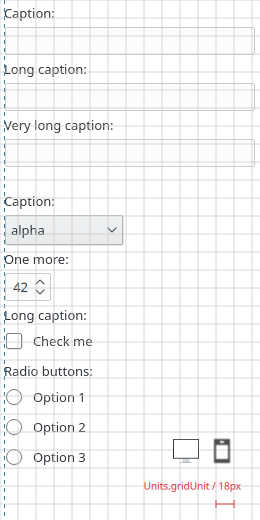 Caption:
Long caption:
Very long caption:
Caption:
alpha
One more:
42
Long caption:
Check me
Radio buttons:
Option 1
Option 2
Option 3
Units.gridUnit / 18px